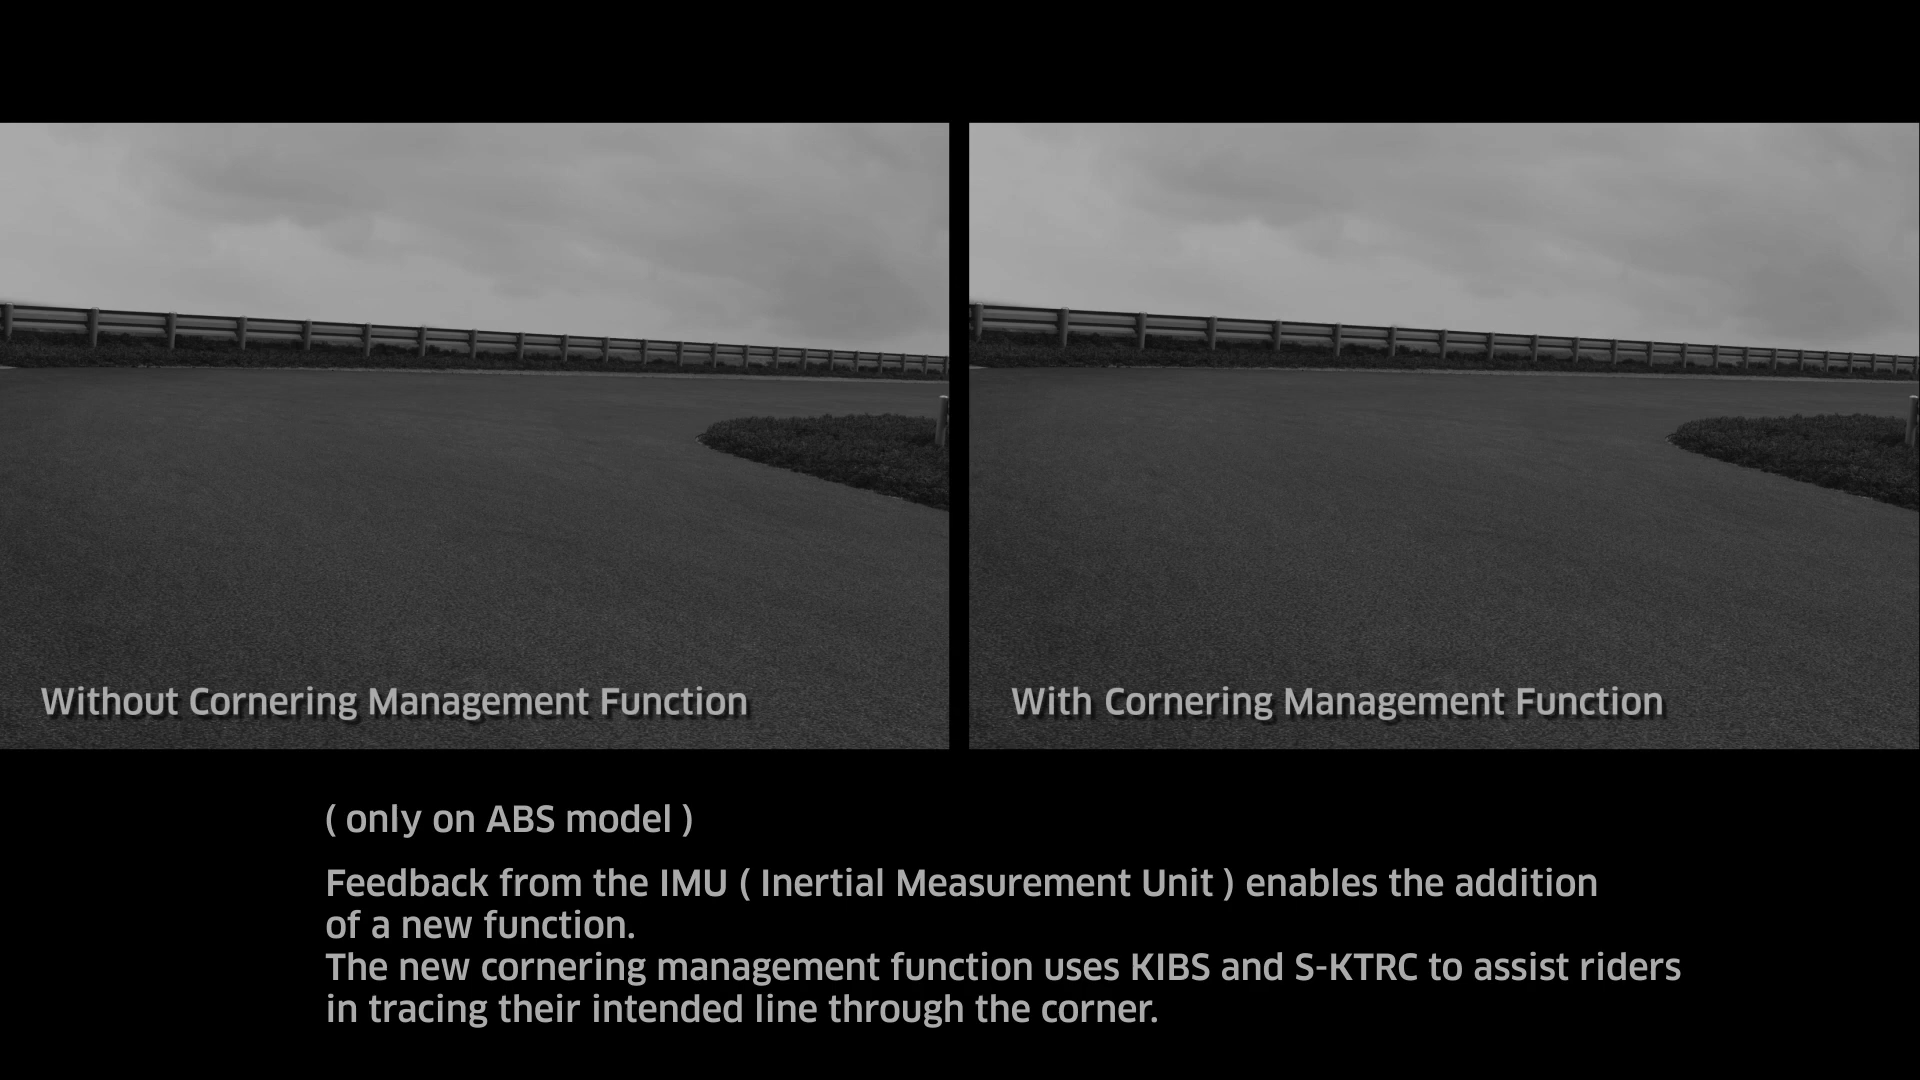 Without Cornering Management Function
With Cornering Management Function
( only on ABS model )
Feedback from the IMU ( Inertial Measurement Unit ) enables the addition
of a new function.
The new cornering management function uses KIBS and S-KTRC to assist riders
in tracing their intended line through the corner.